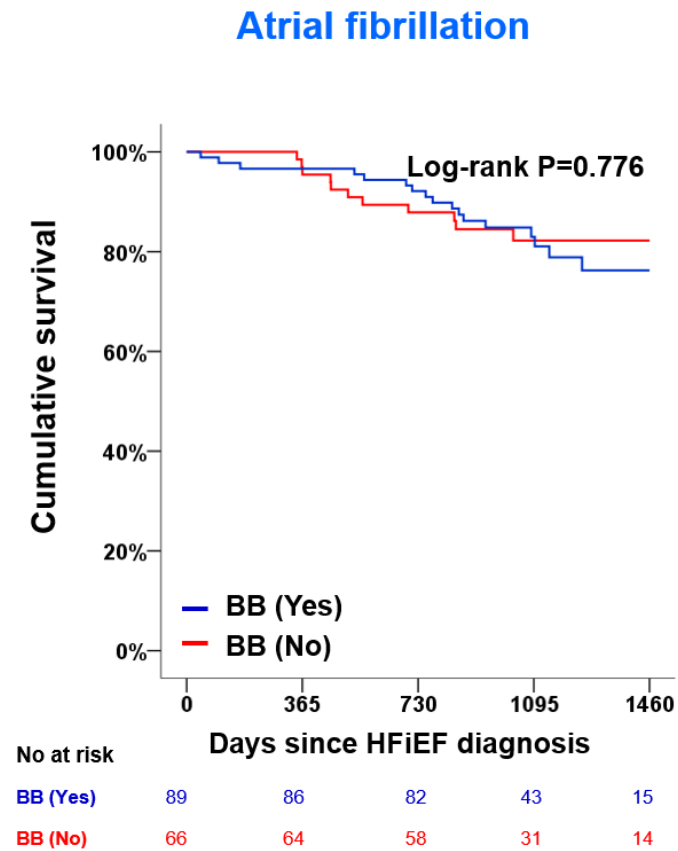 Atrial fibrillation
Log-rank P=0.776
Cumulative survival
100%
80%
60%
40%
20%
0%
BB (Yes)
BB (No)
0 365 730 1095 1460
Days since HFiEF diagnosis
No at risk
BB (Yes) 89 86 82 43 15
BB (No) 66 64 58 31 14